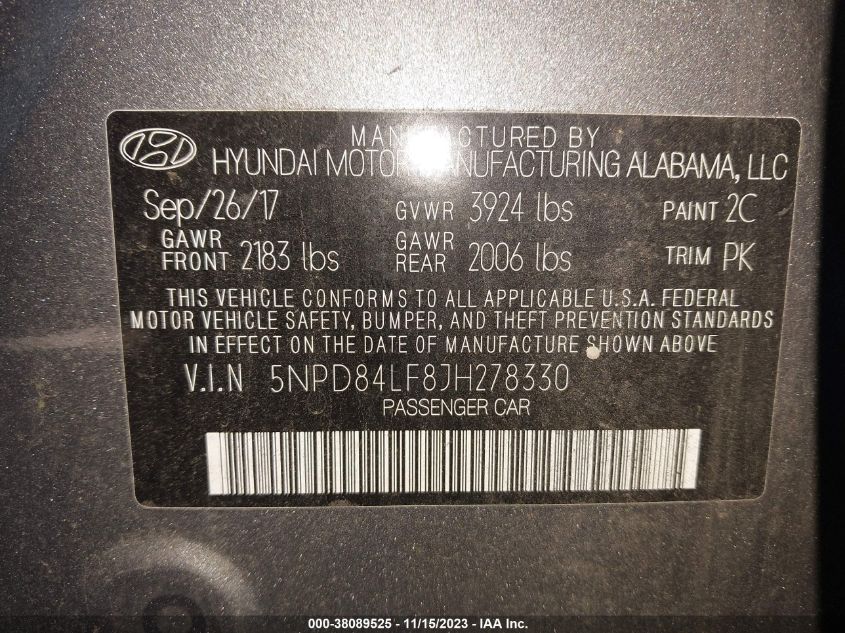 MANUFACTURED BY
HYUNDAI MOTOR MANUFACTURING ALABAMA, LLC
Sep/26/17 GVWR 3924 lbs PAINT 2C
GAWR FRONT 2183 lbs GAWR REAR 2006 lbs TRIM PK
THIS VEHICLE CONFORMS TO ALL APPLICABLE U.S.A. FEDERAL
MOTOR VEHICLE SAFETY, BUMPER, AND THEFT PREVENTION STANDARDS
IN EFFECT ON THE DATE OF MANUFACTURE SHOWN ABOVE
V.I.N 5NPD84LF8JH278330
PASSENGER CAR
000-38089525 - 11/15/2023 - IAA Inc.